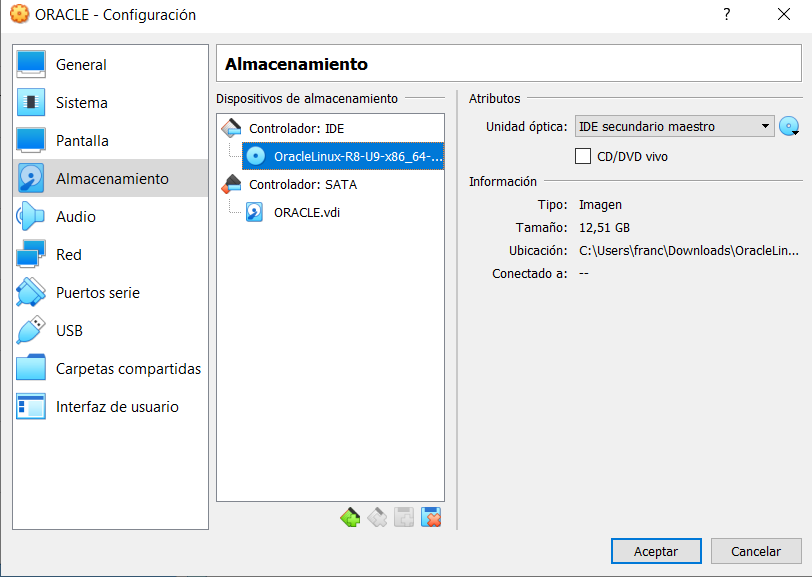 ORACLE - Configuración
?
General
Sistema
Pantalla
Almacenamiento
Audio
Red
Puertos serie
USB
Carpetas compartidas
Interfaz de usuario
Almacenamiento
Dispositivos de almacenamiento
Controlador: IDE
OracleLinux-R8-U9-x86_64-...
Controlador: SATA
ORACLE.vdi
Atributos
Unidad óptica: IDE secundario maestro
CD/DVD vivo
Información
Tipo: Imagen
Tamaño: 12,51 GB
Ubicación: C:\Users\franc\Downloads\OracleLin...
Conectado a: --
Aceptar
Cancelar